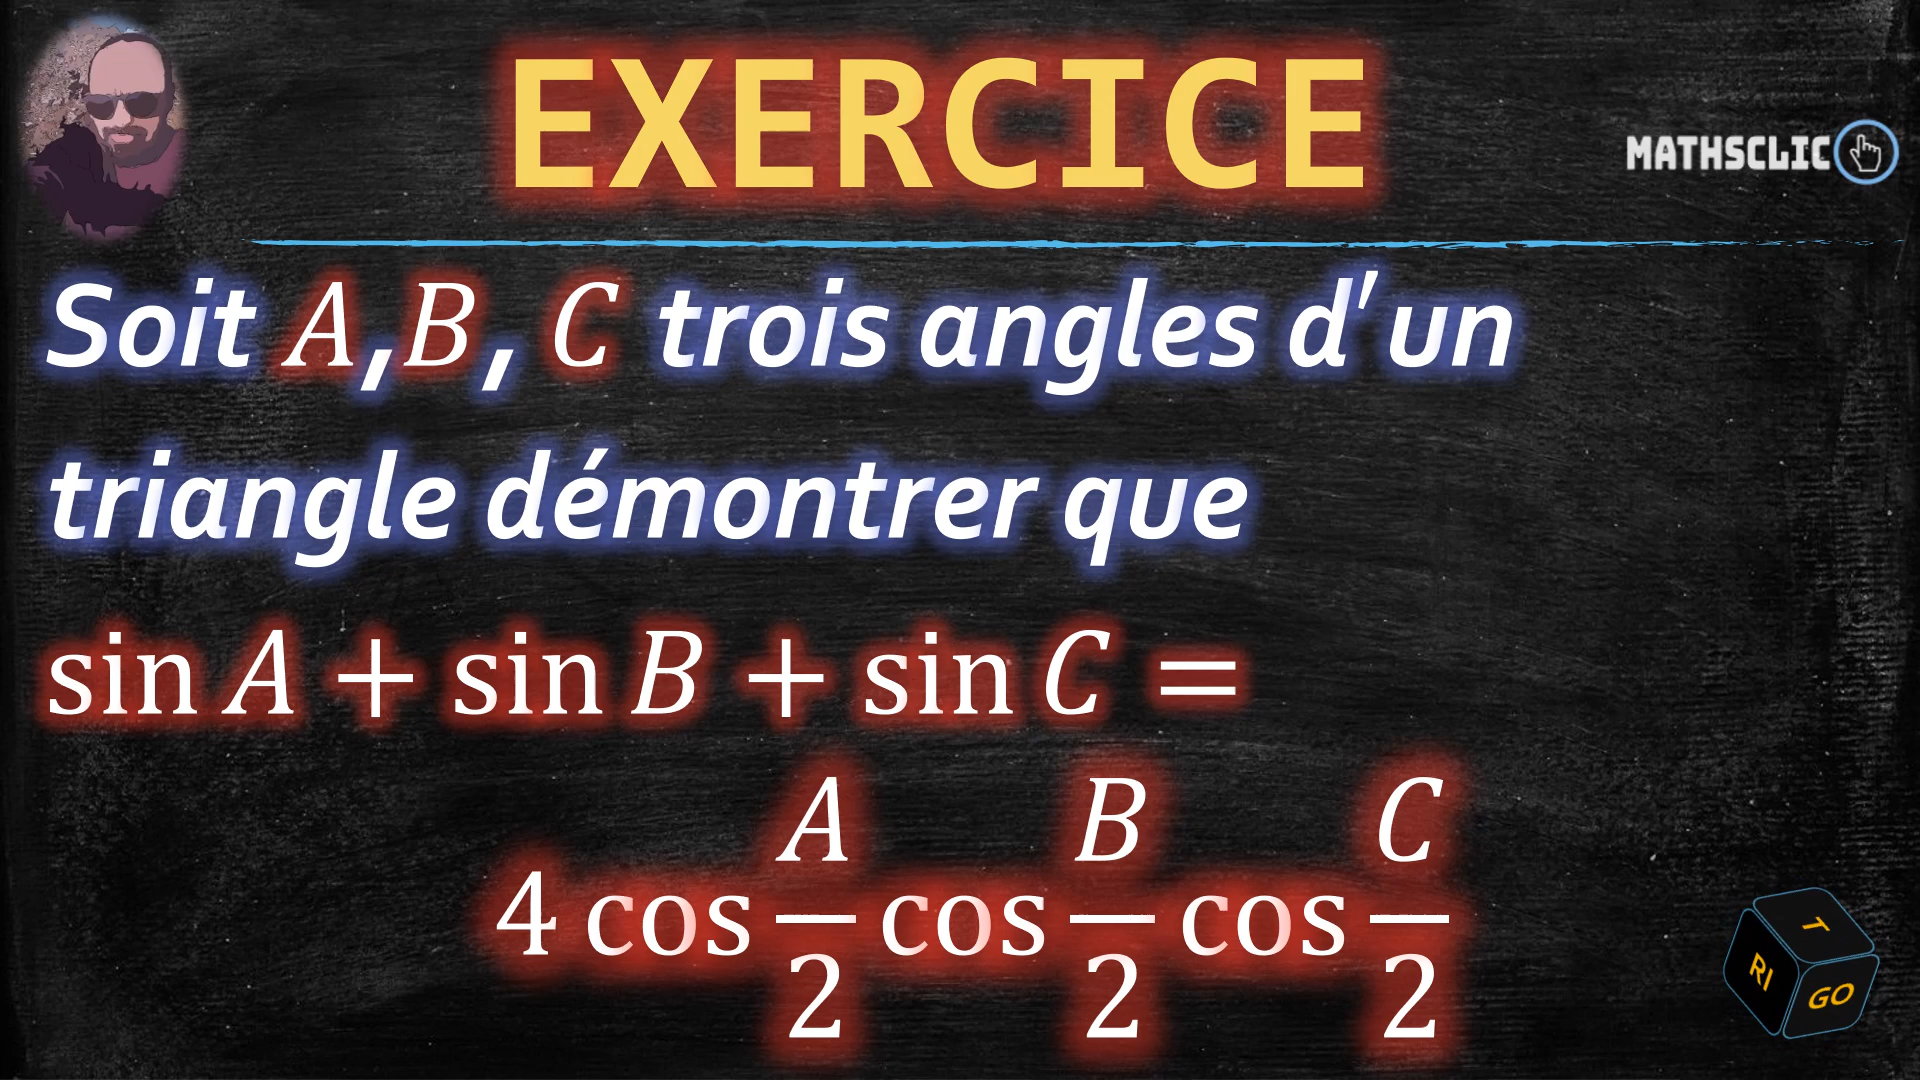 EXERCICE
MATHSCLIC
Soit A,B, C trois angles d'un
triangle démontrer que
sin A + sin B + sin C =
4 cos A/2 cos B/2 cos C/2
T
RI
GO